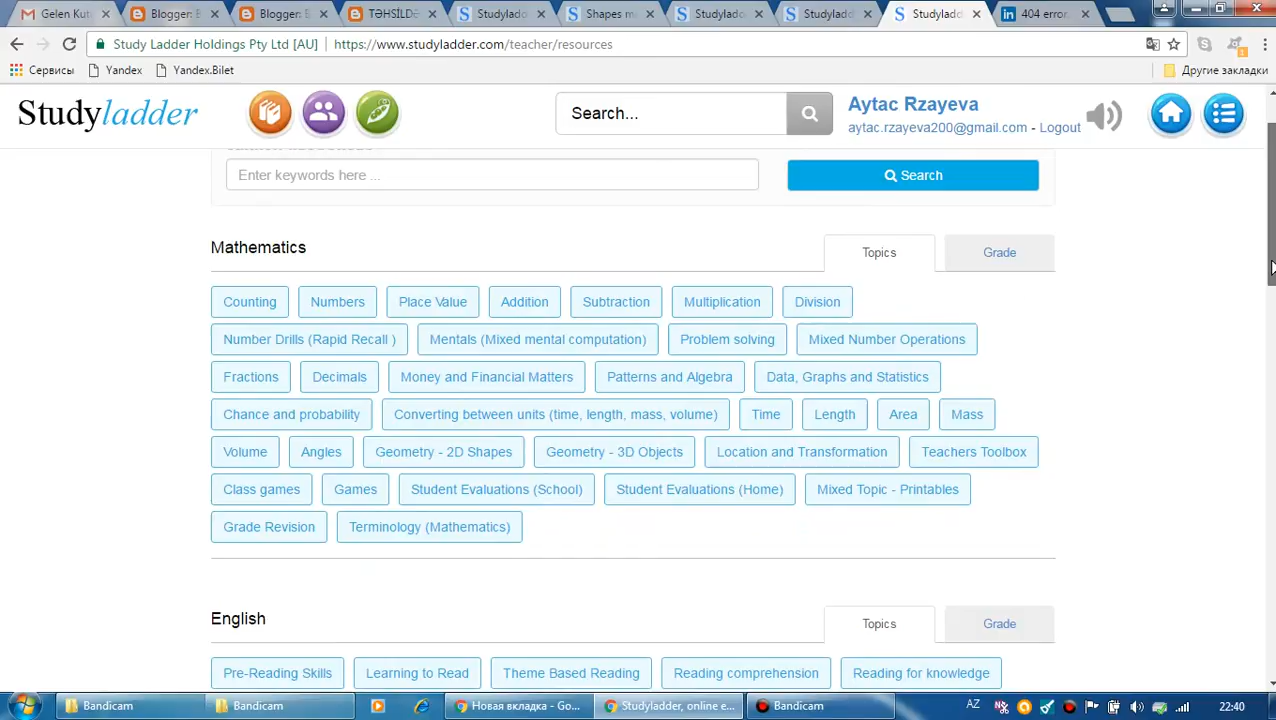 Gelen Kut
Blogger: B
Blogger: E
TƏHSİLDƏ
Studylad
Shapes m
Studyladd
Studyladd
Studyladd
404 error
Study Ladder Holdings Pty Ltd [AU] https://www.studyladder.com/teacher/resources
Сервисы Yandex Yandex.Bilet Другие закладки
Studyladder
Search...
Aytac Rzayeva
aytac.rzayeva200@gmail.com - Logout
Enter keywords here ... Search
Mathematics Topics Grade
Counting Numbers Place Value Addition Subtraction Multiplication Division
Number Drills (Rapid Recall ) Mentals (Mixed mental computation) Problem solving Mixed Number Operations
Fractions Decimals Money and Financial Matters Patterns and Algebra Data, Graphs and Statistics
Chance and probability Converting between units (time, length, mass, volume) Time Length Area Mass
Volume Angles Geometry - 2D Shapes Geometry - 3D Objects Location and Transformation Teachers Toolbox
Class games Games Student Evaluations (School) Student Evaluations (Home) Mixed Topic - Printables
Grade Revision Terminology (Mathematics)
English Topics Grade
Pre-Reading Skills Learning to Read Theme Based Reading Reading comprehension Reading for knowledge
Bandicam Bandicam Новая вкладка - Go... Studyladder, online e... Bandicam AZ 22:40